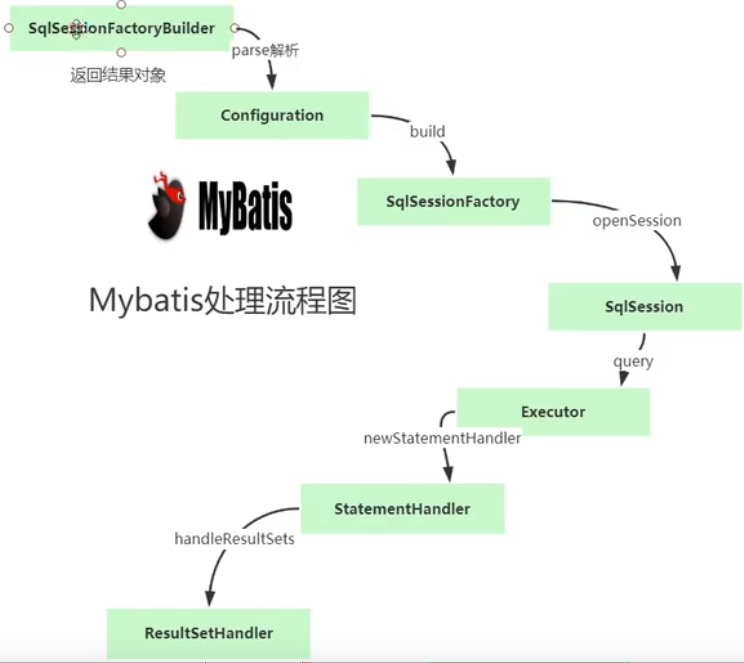 SqlSessionFactoryBuilder
parse解析
返回结果对象
Configuration
build
MyBatis
SqlSessionFactory
openSession
Mybatis处理流程图
SqlSession
query
Executor
newStatementHandler
StatementHandler
handleResultSets
ResultSetHandler